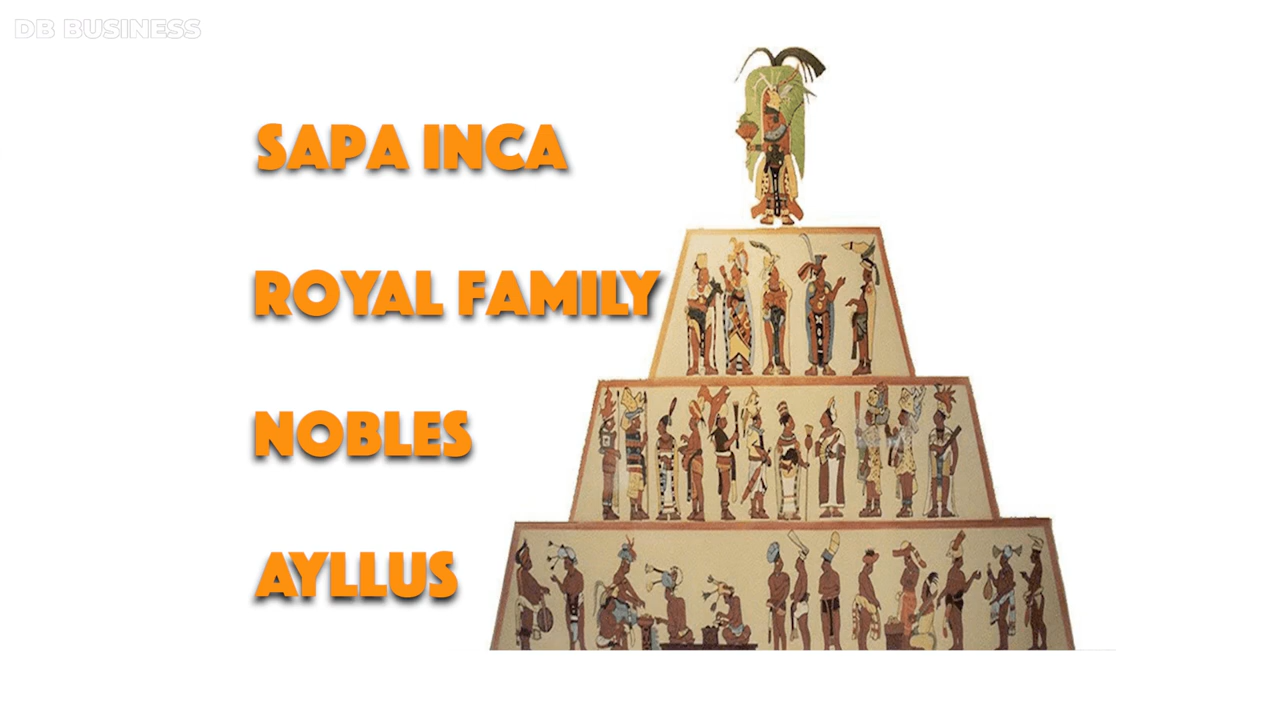 DB BUSINESS
SAPA INCA
ROYAL FAMILY
NOBLES
AYLLUS